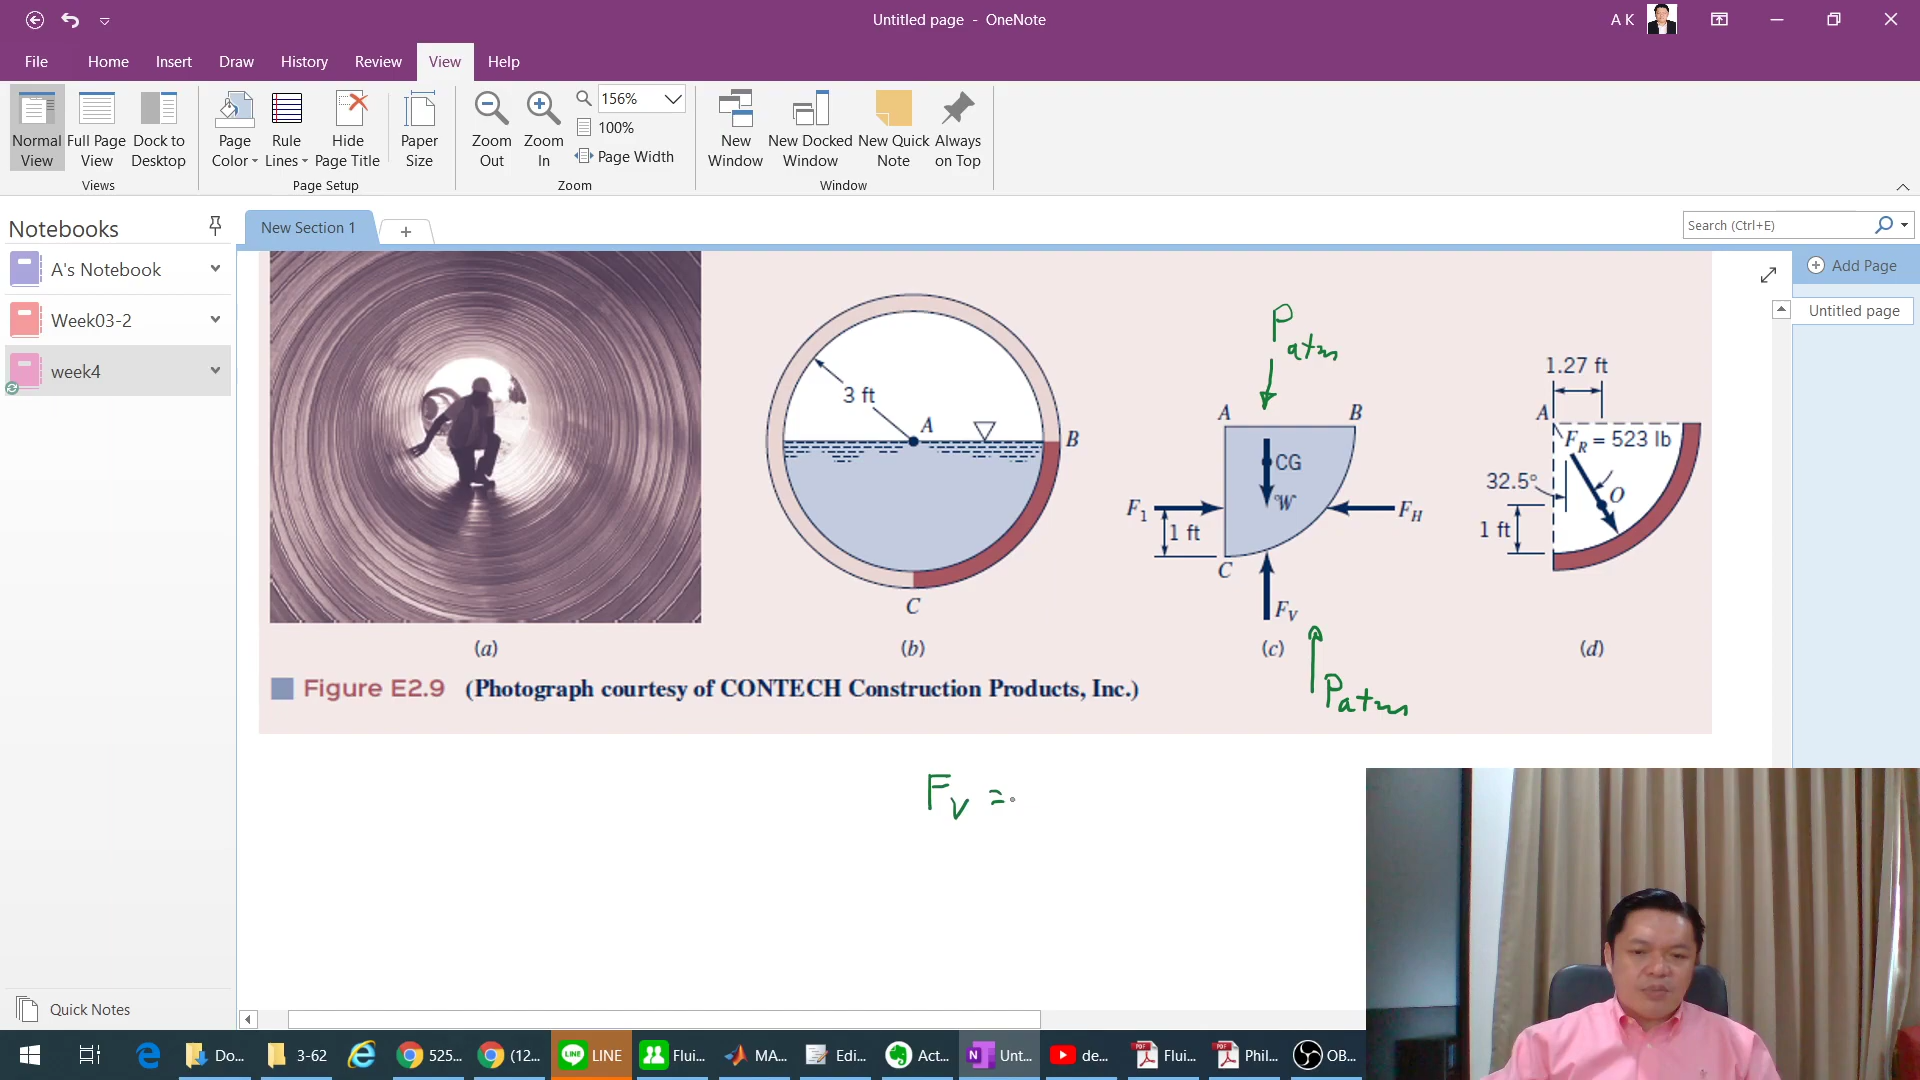 Untitled page - OneNote
A K
File Home Insert Draw History Review View Help
Normal View
Full Page View
Dock to Desktop
Views
Page Color
Rule Lines
Hide Page Title
Paper Size
Page Setup
Zoom Out
Zoom In
156%
100%
Page Width
Zoom
New Window
New Docked Window
New Quick Note
Always on Top
Window
Notebooks
New Section 1
+
Search (Ctrl+E)
A's Notebook
Week03-2
week4
Add Page
Untitled page
3 ft
A
B
C
(a)
(b)
Patm
A
B
CG
W
F1
1 ft
FH
C
FV
(c)
Patm
1.27 ft
A
FR = 523 lb
32.5°
O
1 ft
(d)
Figure E2.9 (Photograph courtesy of CONTECH Construction Products, Inc.)
Fv =
Quick Notes
Do...
3-62
525...
(12...
LINE
LINE
Flui...
MA...
Edi...
Act...
N
Unt...
de...
PDF
Flui...
PDF
Phil...
OB...